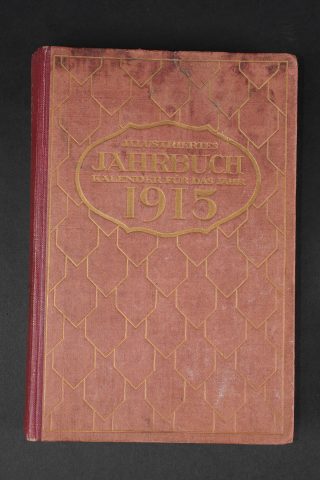 ILLUSTRIERTES
JAHRBUCH
KALENDER FÜR DAS JAHR
1915